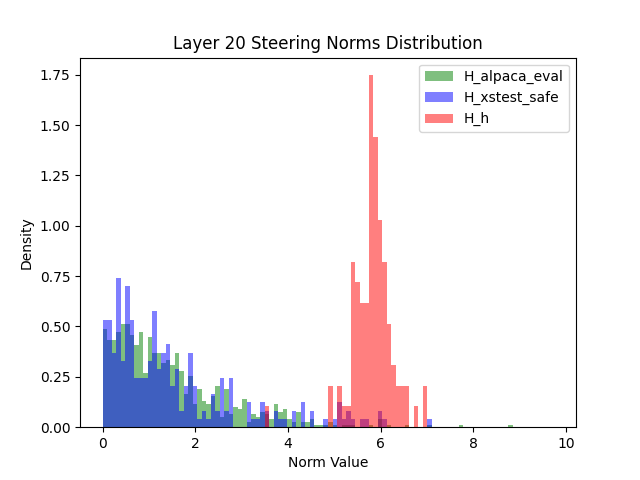 Layer 20 Steering Norms Distribution
H_alpaca_eval
H_xstest_safe
H_h
1.75
1.50
1.25
1.00
0.75
0.50
0.25
0.00
Density
0
2
4
6
8
10
Norm Value